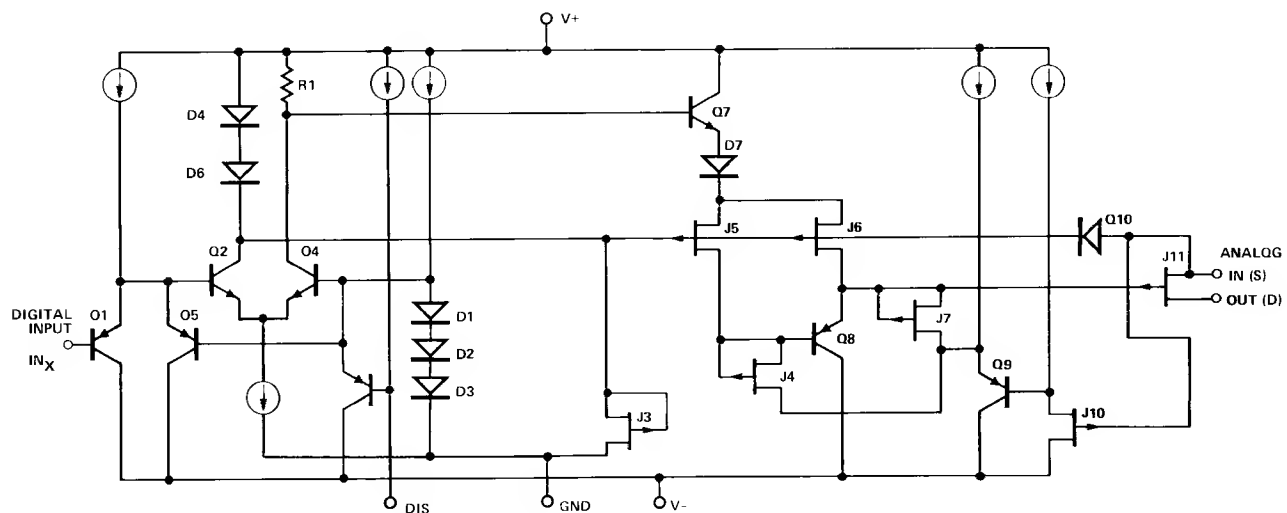 V+
R1
D4
Q7
D7
D6
Q2
O4
J5
J6
Q10
J11
ANALOG
IN (S)
OUT (D)
DIGITAL
INPUT
INX
O1
O5
D1
D2
D3
J7
Q8
J4
Q9
J3
J10
DIS
GND
V-